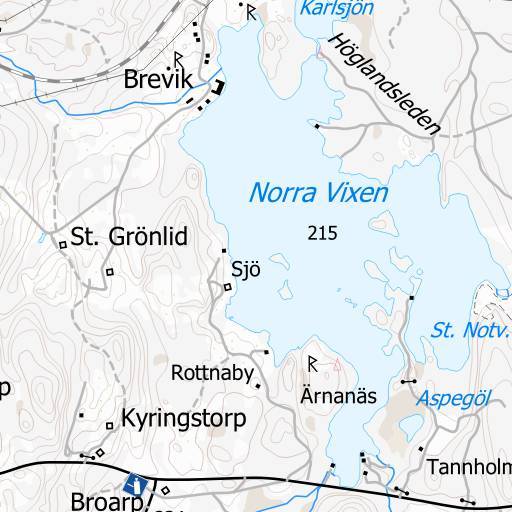 Karlsjön
Höglandsleden
Brevik
Norra Vixen
215
St. Grönlid
Sjö
St. Notv.
Rottnaby
Ärnanäs
Aspegöl
Kyringstorp
Tannholm
Broarp